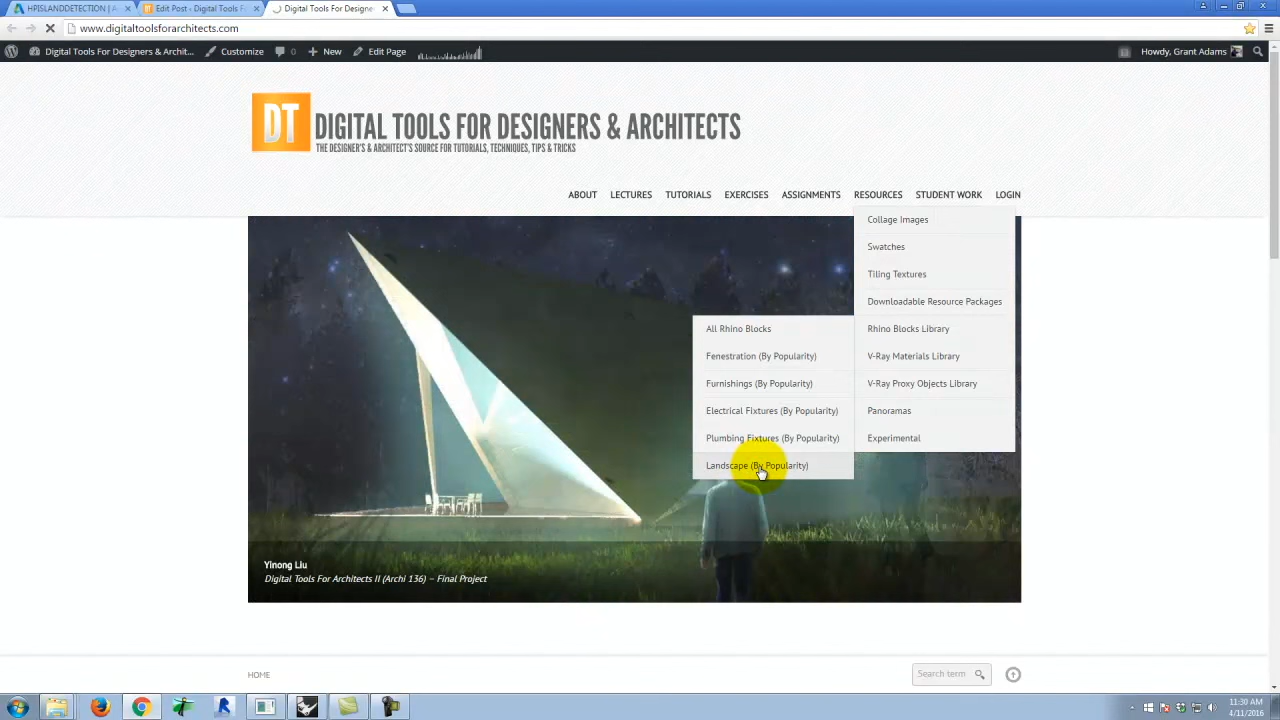 HPISLANDDETECTION | A
Edit Post ‹ Digital Tools F
Digital Tools For Designe
www.digitaltoolsforarchitects.com
Digital Tools For Designers & Archit...
Customize
0
New
Edit Page
Howdy, Grant Adams
DT
DIGITAL TOOLS FOR DESIGNERS & ARCHITECTS
THE DESIGNER'S & ARCHITECT'S SOURCE FOR TUTORIALS, TECHNIQUES, TIPS & TRICKS
ABOUT LECTURES TUTORIALS EXERCISES ASSIGNMENTS RESOURCES STUDENT WORK LOGIN
Collage Images
Swatches
Tiling Textures
Downloadable Resource Packages
Rhino Blocks Library
V-Ray Materials Library
V-Ray Proxy Objects Library
Panoramas
Experimental
All Rhino Blocks
Fenestration (By Popularity)
Furnishings (By Popularity)
Electrical Fixtures (By Popularity)
Plumbing Fixtures (By Popularity)
Landscape (By Popularity)
Yinong Liu
Digital Tools For Architects II (Archi 136) – Final Project
HOME
Search term
11:30 AM
4/11/2016